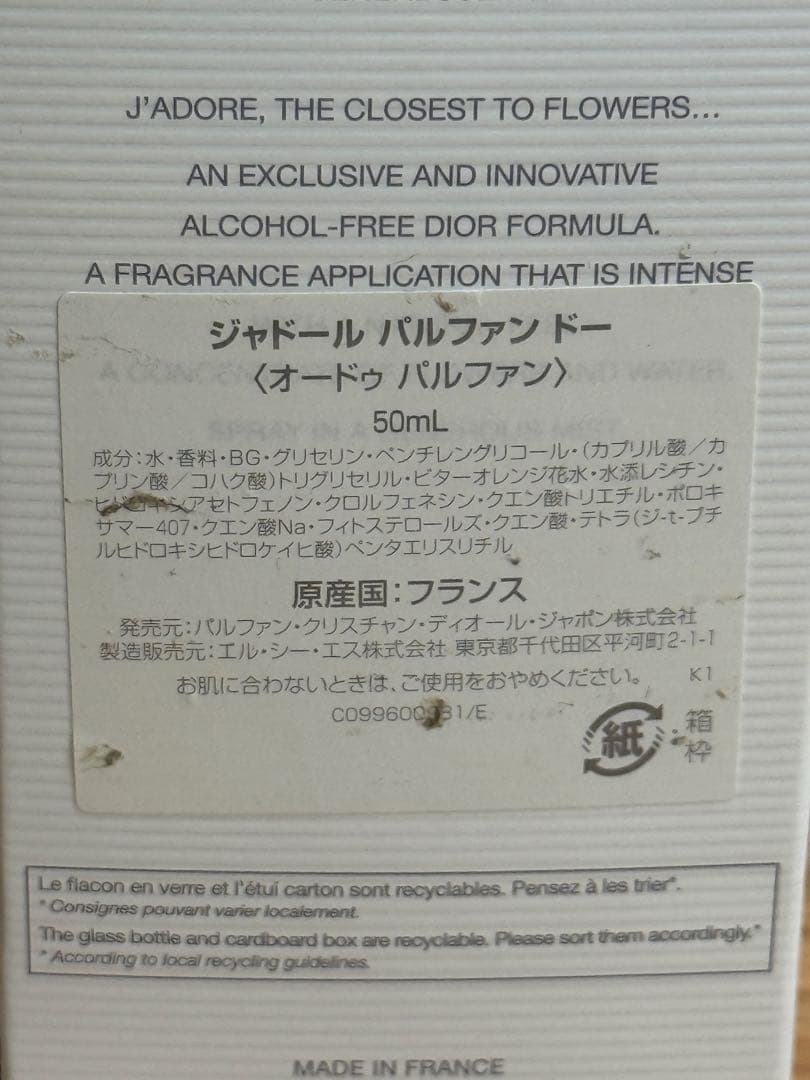 J'ADORE, THE CLOSEST TO FLOWERS...
AN EXCLUSIVE AND INNOVATIVE
ALCOHOL-FREE DIOR FORMULA.
A FRAGRANCE APPLICATION THAT IS INTENSE
ジャドール パルファン ドー
〈オードゥ パルファン〉
50mL
成分:水・香料・BG・グリセリン・ペンチレングリコール・(カプリル酸/カ
プリン酸/コハク酸)トリグリセリル・ビターオレンジ花水・水添レシチン・
ヒドロキシアセトフェノン・クロルフェネシン・クエン酸トリエチル・ポロキ
サマー407・クエン酸Na・フィトステロールズ・クエン酸・テトラ(ジ-t-ブチ
ルヒドロキシヒドロケイヒ酸)ペンタエリスリチル
原産国:フランス
発売元:パルファン・クリスチャン・ディオール・ジャポン株式会社
製造販売元:エル・シー・エス株式会社 東京都千代田区平河町2-1-1
お肌に合わないときは、ご使用をおやめください。 K1
紙 :箱
枠
Le flacon en verre et l'étui carton sont recyclables. Pensez à les trier*.
* Consignes pouvant varier localement.
The glass bottle and cardboard box are recyclable. Please sort them accordingly.*
* According to local recycling guidelines.
MADE IN FRANCE